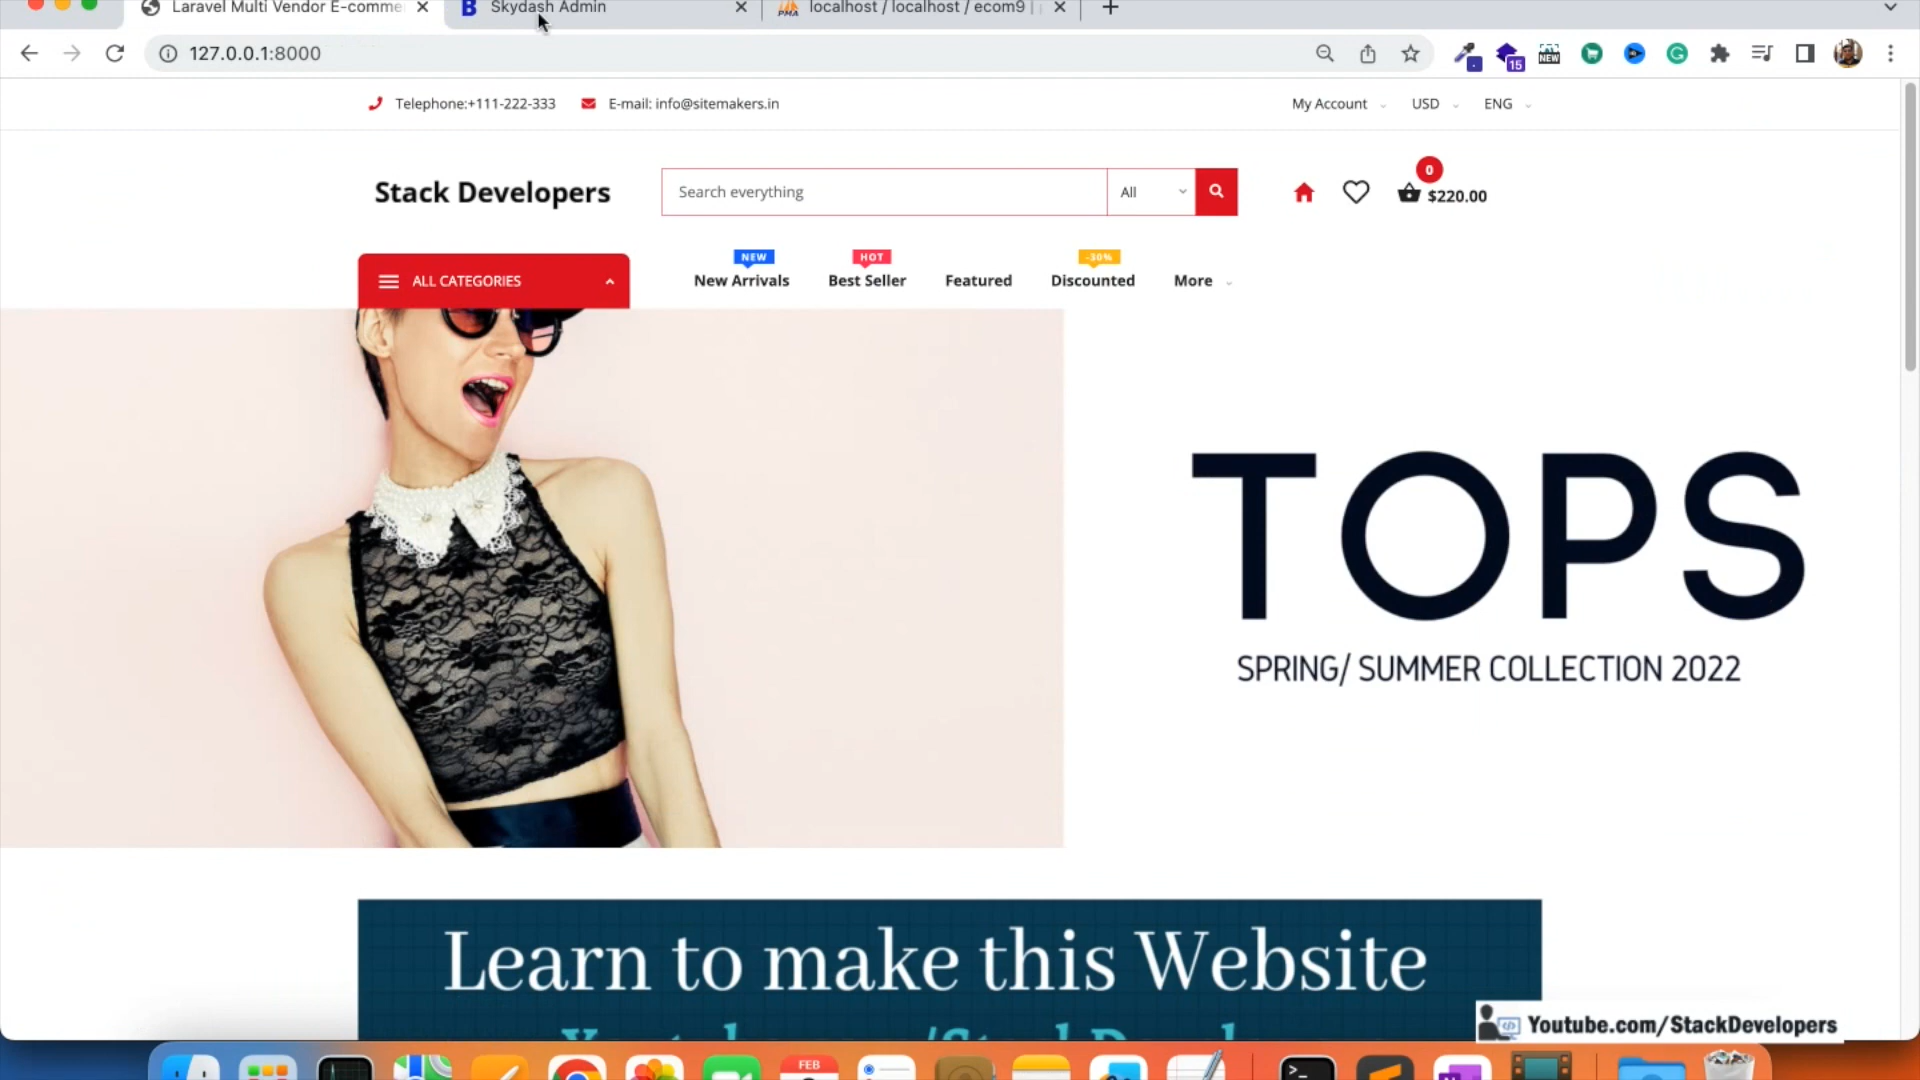 Laravel Multi Vendor E-comme
Skydash Admin
localhost / localhost / ecom9 |
127.0.0.1:8000
15
NEW
Telephone:+111-222-333
E-mail: info@sitemakers.in
My Account
USD
ENG
Stack Developers
Search everything
All
0
$220.00
ALL CATEGORIES
NEW
New Arrivals
HOT
Best Seller
Featured
-30%
Discounted
More
TOPS
SPRING/ SUMMER COLLECTION 2022
Learn to make this Website
Youtube.com/StackDevelopers
FEB